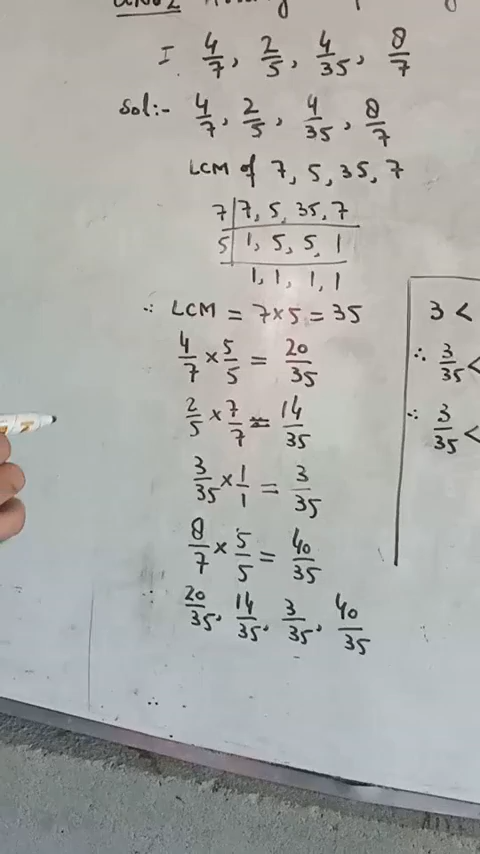 I. 4/7, 2/5, 4/35, 8/7
Sol:- 4/7, 2/5, 4/35, 8/7
LCM of 7, 5, 35, 7
7 | 7, 5, 35, 7
5 | 1, 5, 5, 1
1, 1, 1, 1
∴ LCM = 7×5 = 35
4/7 × 5/5 = 20/35
2/5 × 7/7 = 14/35
3/35 × 1/1 = 3/35
8/7 × 5/5 = 40/35
20/35, 14/35, 3/35, 40/35
3 <
∴ 3/35 <
∴ 3/35 <